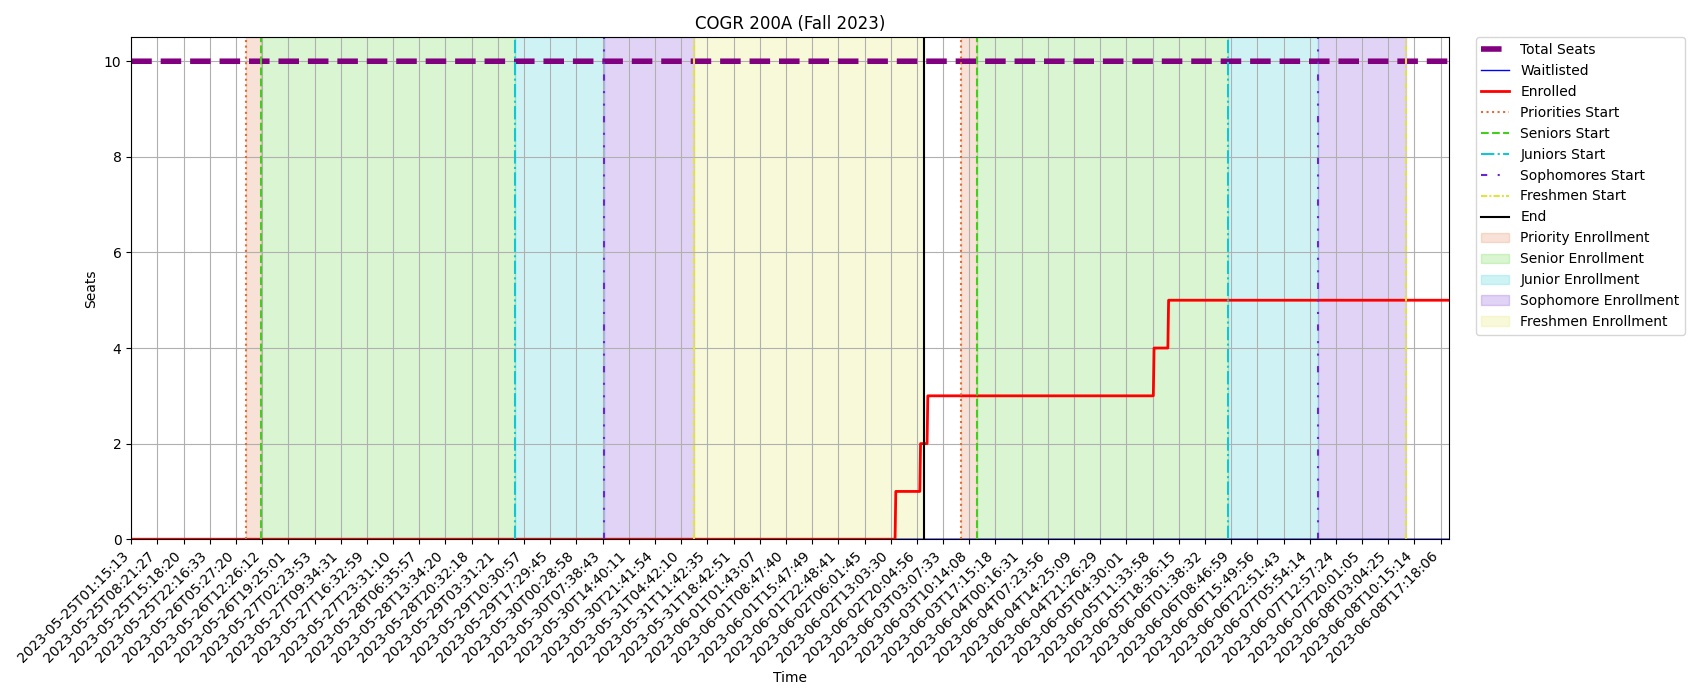 COGR 200A (Fall 2023)
10
8
6
4
2
0
Seats
2023-05-25T01:15:13
2023-05-25T08:21:27
2023-05-25T15:18:20
2023-05-25T22:16:33
2023-05-26T05:27:20
2023-05-26T12:26:12
2023-05-26T19:25:01
2023-05-27T02:23:53
2023-05-27T09:34:31
2023-05-27T16:32:59
2023-05-27T23:31:10
2023-05-28T06:35:57
2023-05-28T13:34:20
2023-05-28T20:32:18
2023-05-29T03:31:21
2023-05-29T10:30:57
2023-05-29T17:29:45
2023-05-30T00:28:58
2023-05-30T07:38:43
2023-05-30T14:40:11
2023-05-30T21:41:54
2023-05-31T04:42:10
2023-05-31T11:42:35
2023-05-31T18:42:51
2023-06-01T01:43:07
2023-06-01T08:47:40
2023-06-01T15:47:49
2023-06-01T22:48:41
2023-06-02T06:01:45
2023-06-02T13:03:30
2023-06-02T20:04:56
2023-06-03T03:07:33
2023-06-03T10:14:08
2023-06-03T17:15:18
2023-06-04T00:16:31
2023-06-04T07:23:56
2023-06-04T14:25:09
2023-06-04T21:26:29
2023-06-05T04:30:01
2023-06-05T11:33:58
2023-06-05T18:36:15
2023-06-06T01:38:32
2023-06-06T08:46:59
2023-06-06T15:49:56
2023-06-06T22:51:43
2023-06-07T05:54:14
2023-06-07T12:57:24
2023-06-07T20:01:05
2023-06-08T03:04:25
2023-06-08T10:15:14
2023-06-08T17:18:06
Time
Total Seats
Waitlisted
Enrolled
Priorities Start
Seniors Start
Juniors Start
Sophomores Start
Freshmen Start
End
Priority Enrollment
Senior Enrollment
Junior Enrollment
Sophomore Enrollment
Freshmen Enrollment